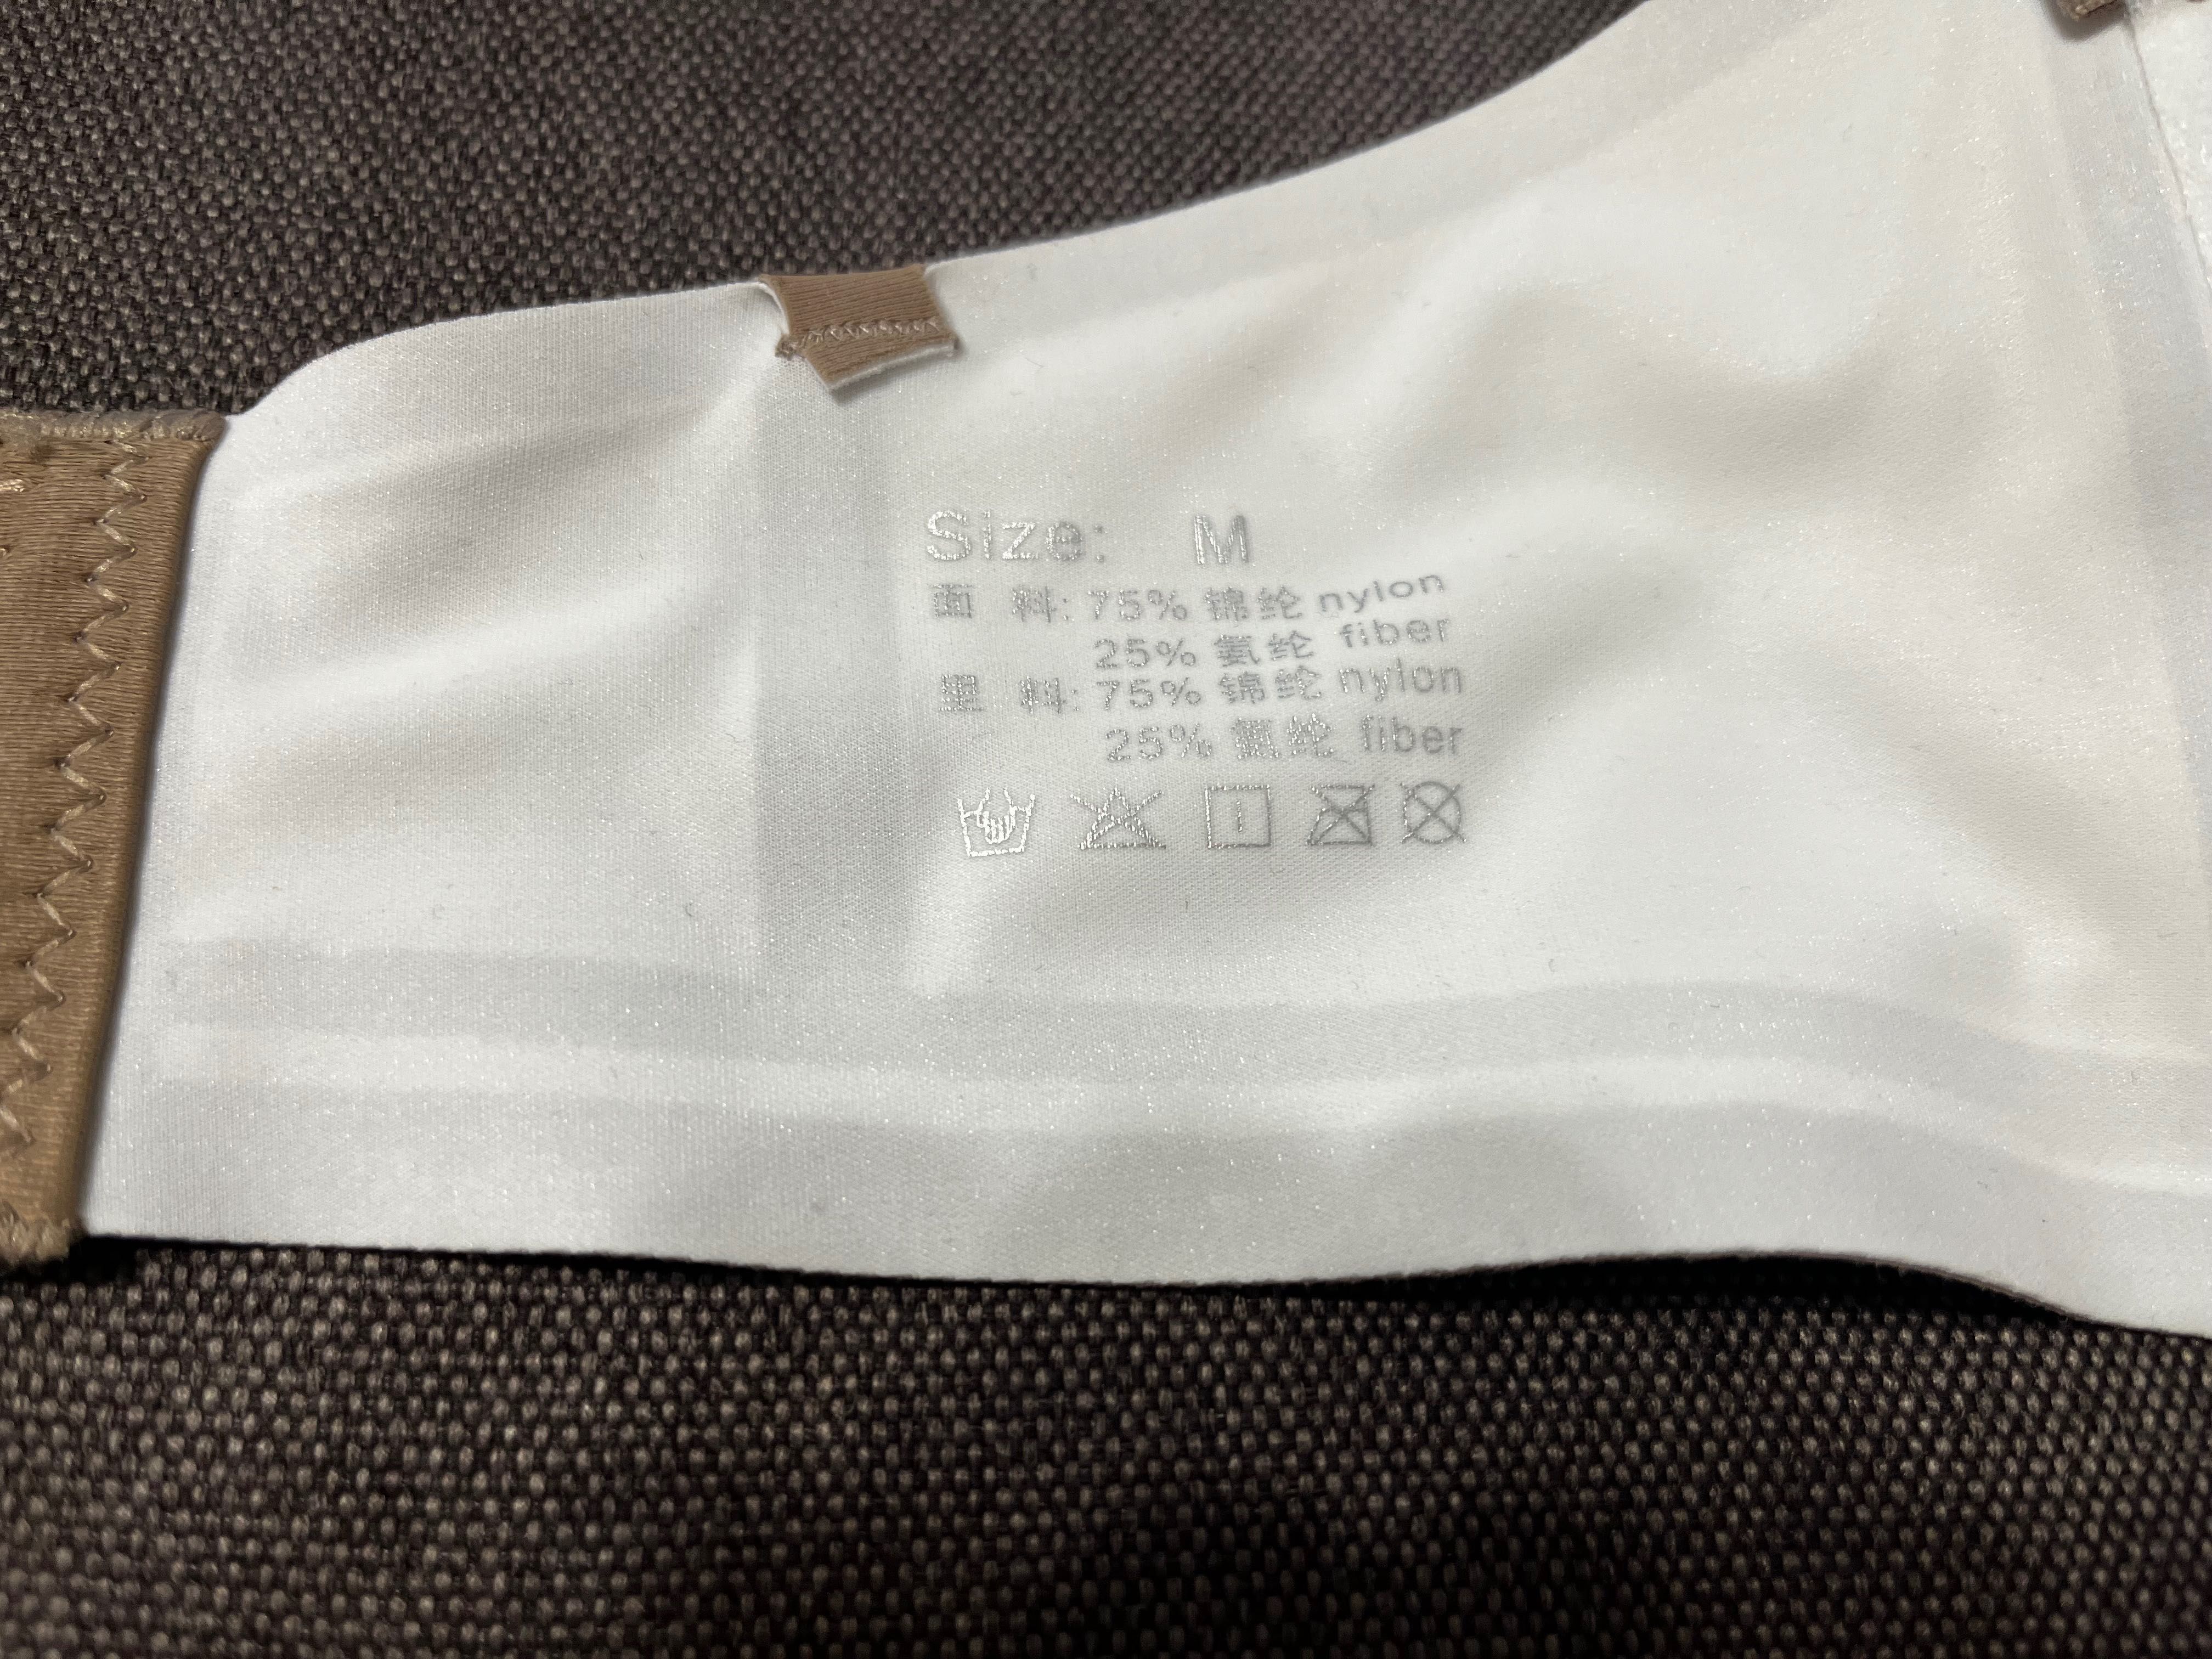 Size: M
面 料: 75% 锦纶 nylon
25% 氨纶 fiber
里 料: 75% 锦纶 nylon
25% 氨纶 fiber